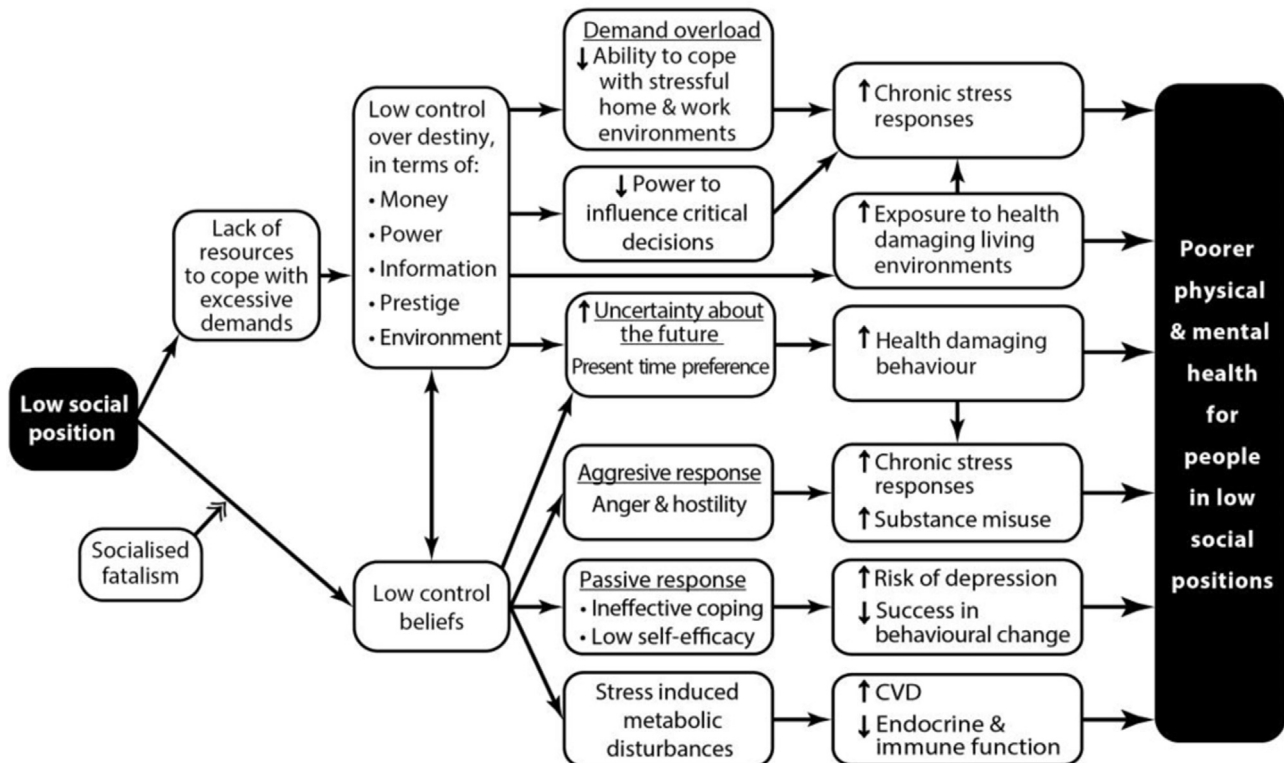 Low social
position
Lack of
resources
to cope with
excessive
demands
Socialised
fatalism
Low control
over destiny,
in terms of:
• Money
• Power
• Information
• Prestige
• Environment
Low control
beliefs
Demand overload
↓ Ability to cope
with stressful
home & work
environments
↓ Power to
influence critical
decisions
↑ Uncertainty about
the future
Present time preference
Aggresive response
Anger & hostility
Passive response
• Ineffective coping
• Low self-efficacy
Stress induced
metabolic
disturbances
↑ Chronic stress
responses
↑ Exposure to health
damaging living
environments
↑ Health damaging
behaviour
↑ Chronic stress
responses
↑ Substance misuse
↑ Risk of depression
↓ Success in
behavioural change
↑ CVD
↓ Endocrine &
immune function
Poorer
physical
& mental
health
for
people
in low
social
positions